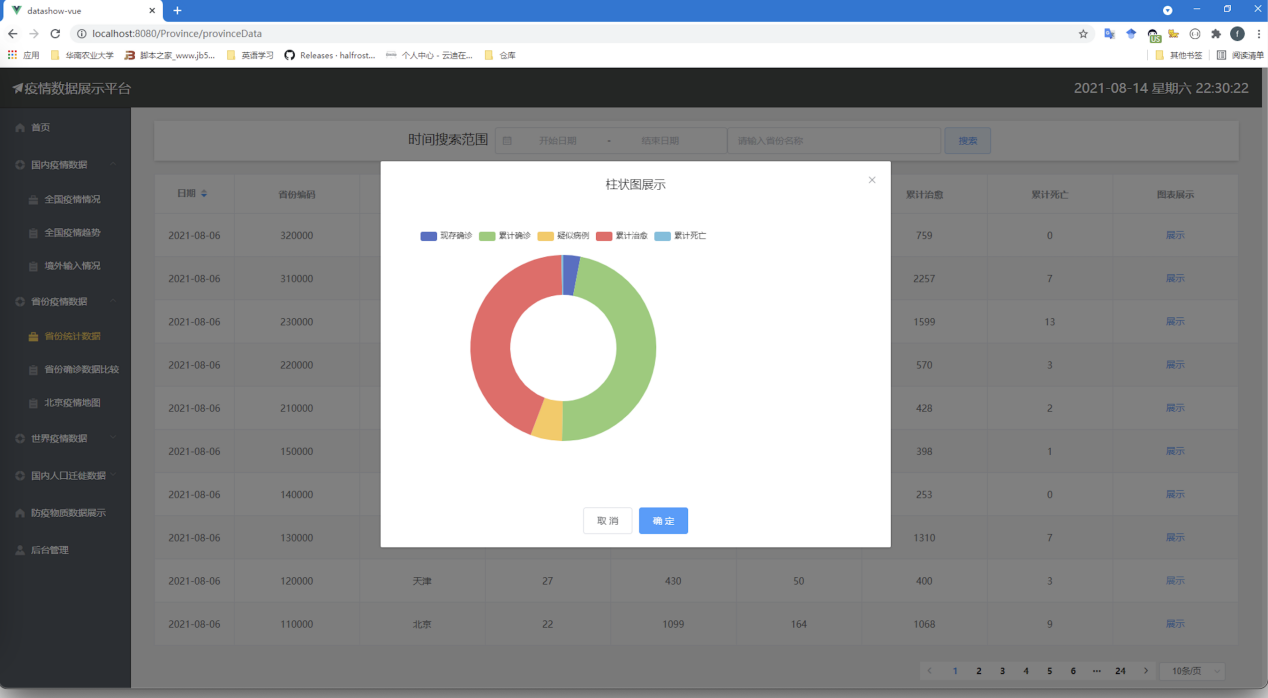 datashow-vue
localhost:8080/Province/provinceData
应用 华南农业大学 脚本之家_www.jb5... 英语学习 Releases · halfrost... 个人中心 - 云迹在... 仓库 其他书签 阅读清单
疫情数据展示平台 2021-08-14 星期六 22:30:22
首页
国内疫情数据
全国疫情情况
全国疫情趋势
境外输入情况
省份疫情数据
省份统计数据
省份确诊数据比较
北京疫情地图
世界疫情数据
国内人口迁徙数据
防疫物质数据展示
后台管理
时间搜索范围 开始日期 - 结束日期 请输入省份名称 搜索
日期 省份编码 累计治愈 累计死亡 图表展示
2021-08-06 320000 759 0 展示
2021-08-06 310000 2257 7 展示
2021-08-06 230000 1599 13 展示
2021-08-06 220000 570 3 展示
2021-08-06 210000 428 2 展示
2021-08-06 150000 398 1 展示
2021-08-06 140000 253 0 展示
2021-08-06 130000 1310 7 展示
2021-08-06 120000 天津 27 430 50 400 3 展示
2021-08-06 110000 北京 22 1099 164 1068 9 展示
1 2 3 4 5 6 ··· 24 10条/页
柱状图展示
现存确诊 累计确诊 疑似病例 累计治愈 累计死亡
取消 确定